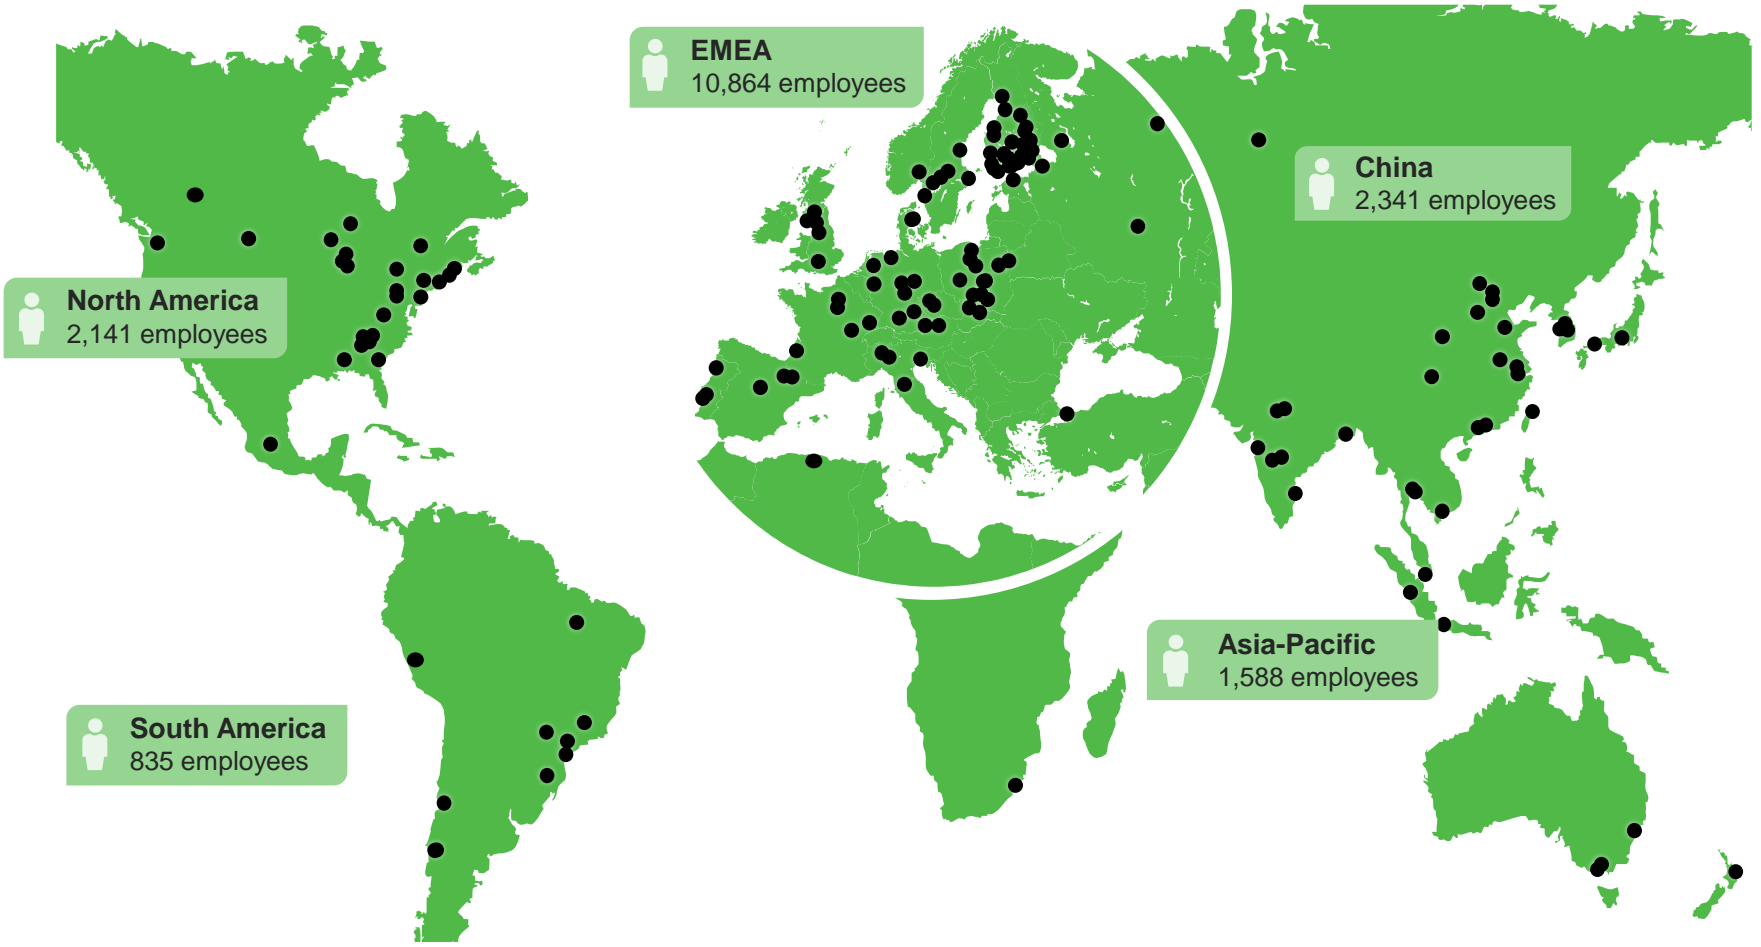 EMEA
10,864 employees
China
2,341 employees
North America
2,141 employees
Asia-Pacific
1,588 employees
South America
835 employees